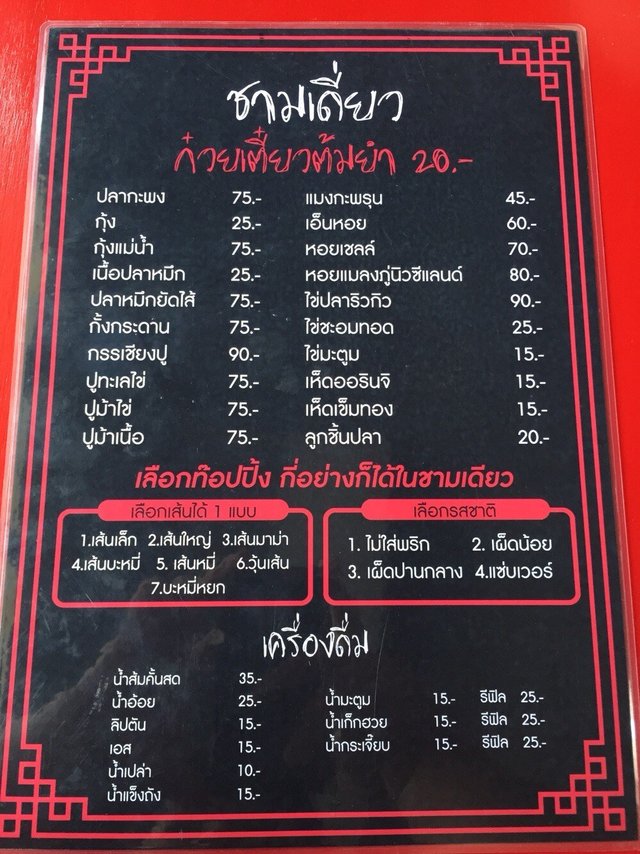 ชามเดี่ยว
ก๋วยเตี๋ยวต้มยำ 20.-
ปลากะพง 75.- แมงกะพรุน 45.-
กุ้ง 25.- เอ็นหอย 60.-
กุ้งแม่น้ำ 75.- หอยเชลล์ 70.-
เนื้อปลาหมึก 25.- หอยแมลงภู่นิวซีแลนด์ 80.-
ปลาหมึกยัดไส้ 75.- ไข่ปลาริวกิว 90.-
กั้งกระดาน 75.- ไข่ชะอมทอด 25.-
กรรเชียงปู 90.- ไข่มะตูม 15.-
ปูทะเลไข่ 75.- เห็ดออรินจิ 15.-
ปูม้าไข่ 75.- เห็ดเข็มทอง 15.-
ปูม้าเนื้อ 75.- ลูกชิ้นปลา 20.-
เลือกท๊อปปิ้ง กี่อย่างก็ได้ในชามเดียว
เลือกเส้นได้ 1 แบบ
1.เส้นเล็ก 2.เส้นใหญ่ 3.เส้นมาม่า
4.เส้นบะหมี่ 5. เส้นหมี่ 6.วุ้นเส้น
7.บะหมี่หยก
เลือกรสชาติ
1. ไม่ใส่พริก 2. เผ็ดน้อย
3. เผ็ดปานกลาง 4.แซ่บเวอร์
เครื่องดื่ม
น้ำส้มคั้นสด 35.-
น้ำอ้อย 25.-
ลิปตัน 15.-
เอส 15.-
น้ำเปล่า 10.-
น้ำแข็งถัง 15.-
น้ำมะตูม 15.- รีฟิล 25.-
น้ำเก็กฮวย 15.- รีฟิล 25.-
น้ำกระเจี๊ยบ 15.- รีฟิล 25.-